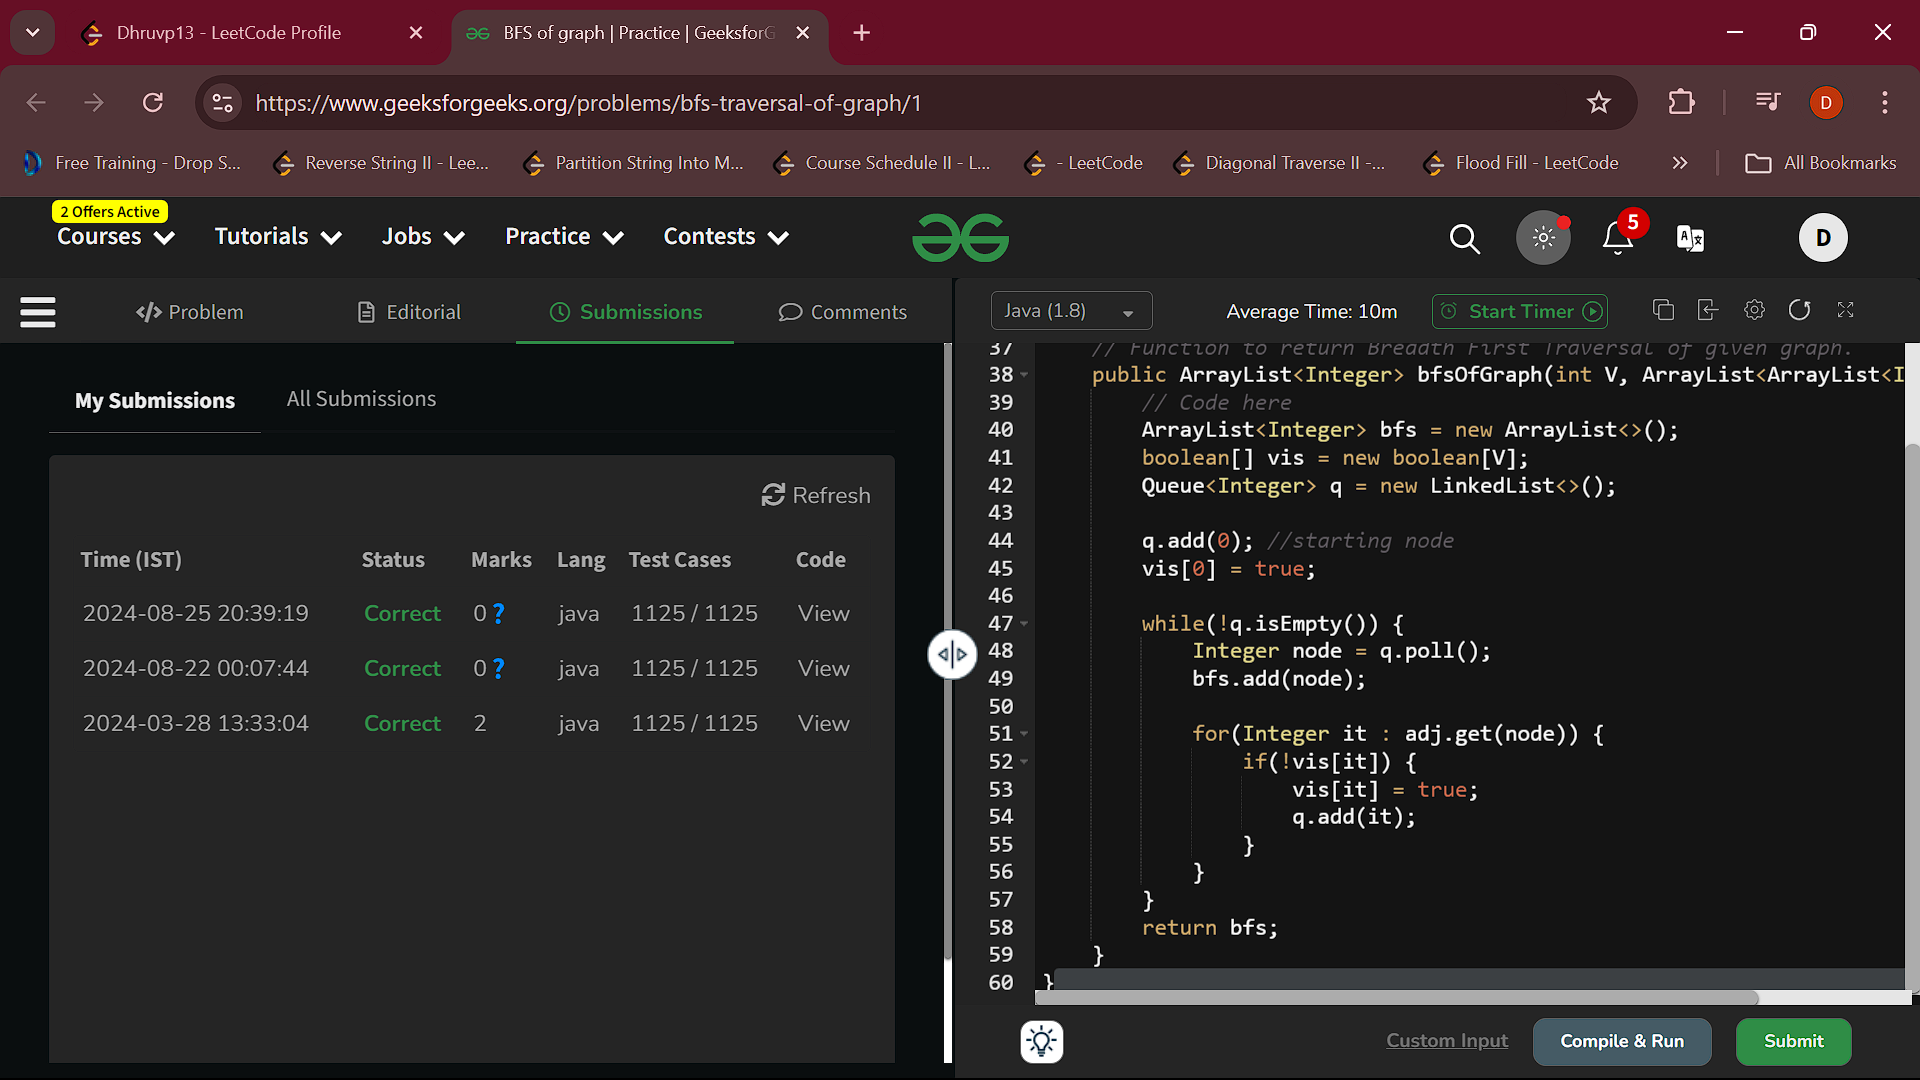 Dhruvp13 - LeetCode Profile
BFS of graph | Practice | GeeksforG
https://www.geeksforgeeks.org/problems/bfs-traversal-of-graph/1
D
Free Training - Drop S...
Reverse String II - Lee...
Partition String Into M...
Course Schedule II - L...
- LeetCode
Diagonal Traverse II -...
Flood Fill - LeetCode
All Bookmarks
2 Offers Active
Courses
Tutorials
Jobs
Practice
Contests
5
D
Problem
Editorial
Submissions
Comments
Java (1.8)
Average Time: 10m
Start Timer
My Submissions
All Submissions
Refresh
Time (IST) Status Marks Lang Test Cases Code
2024-08-25 20:39:19 Correct 0 ? java 1125 / 1125 View
2024-08-22 00:07:44 Correct 0 ? java 1125 / 1125 View
2024-03-28 13:33:04 Correct 2 java 1125 / 1125 View
37 // Function to return Breadth First Traversal of given graph.
38 public ArrayList<Integer> bfsOfGraph(int V, ArrayList<ArrayList<I
39 // Code here
40 ArrayList<Integer> bfs = new ArrayList<>();
41 boolean[] vis = new boolean[V];
42 Queue<Integer> q = new LinkedList<>();
43
44 q.add(0); //starting node
45 vis[0] = true;
46
47 while(!q.isEmpty()) {
48 Integer node = q.poll();
49 bfs.add(node);
50
51 for(Integer it : adj.get(node)) {
52 if(!vis[it]) {
53 vis[it] = true;
54 q.add(it);
55 }
56 }
57 }
58 return bfs;
59 }
60 }
Custom Input
Compile & Run
Submit